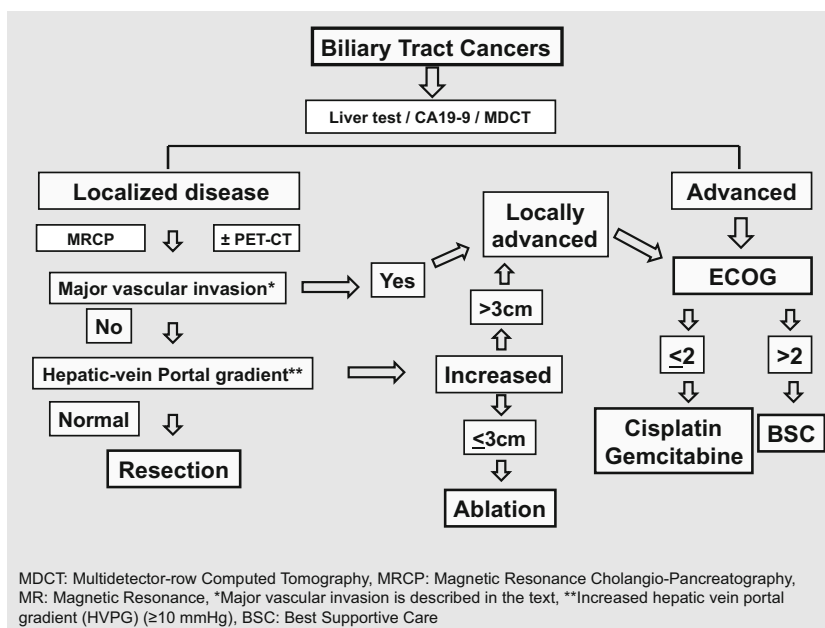 Biliary Tract Cancers
Liver test / CA19-9 / MDCT
Localized disease
Advanced
MRCP
± PET-CT
Locally
advanced
Major vascular invasion*
Yes
ECOG
No
>3cm
Hepatic-vein Portal gradient**
Increased
≤2
>2
Normal
≤3cm
Cisplatin
Gemcitabine
BSC
Resection
Ablation
MDCT: Multidetector-row Computed Tomography, MRCP: Magnetic Resonance Cholangio-Pancreatography,
MR: Magnetic Resonance, *Major vascular invasion is described in the text, **Increased hepatic vein portal
gradient (HVPG) (≥10 mmHg), BSC: Best Supportive Care